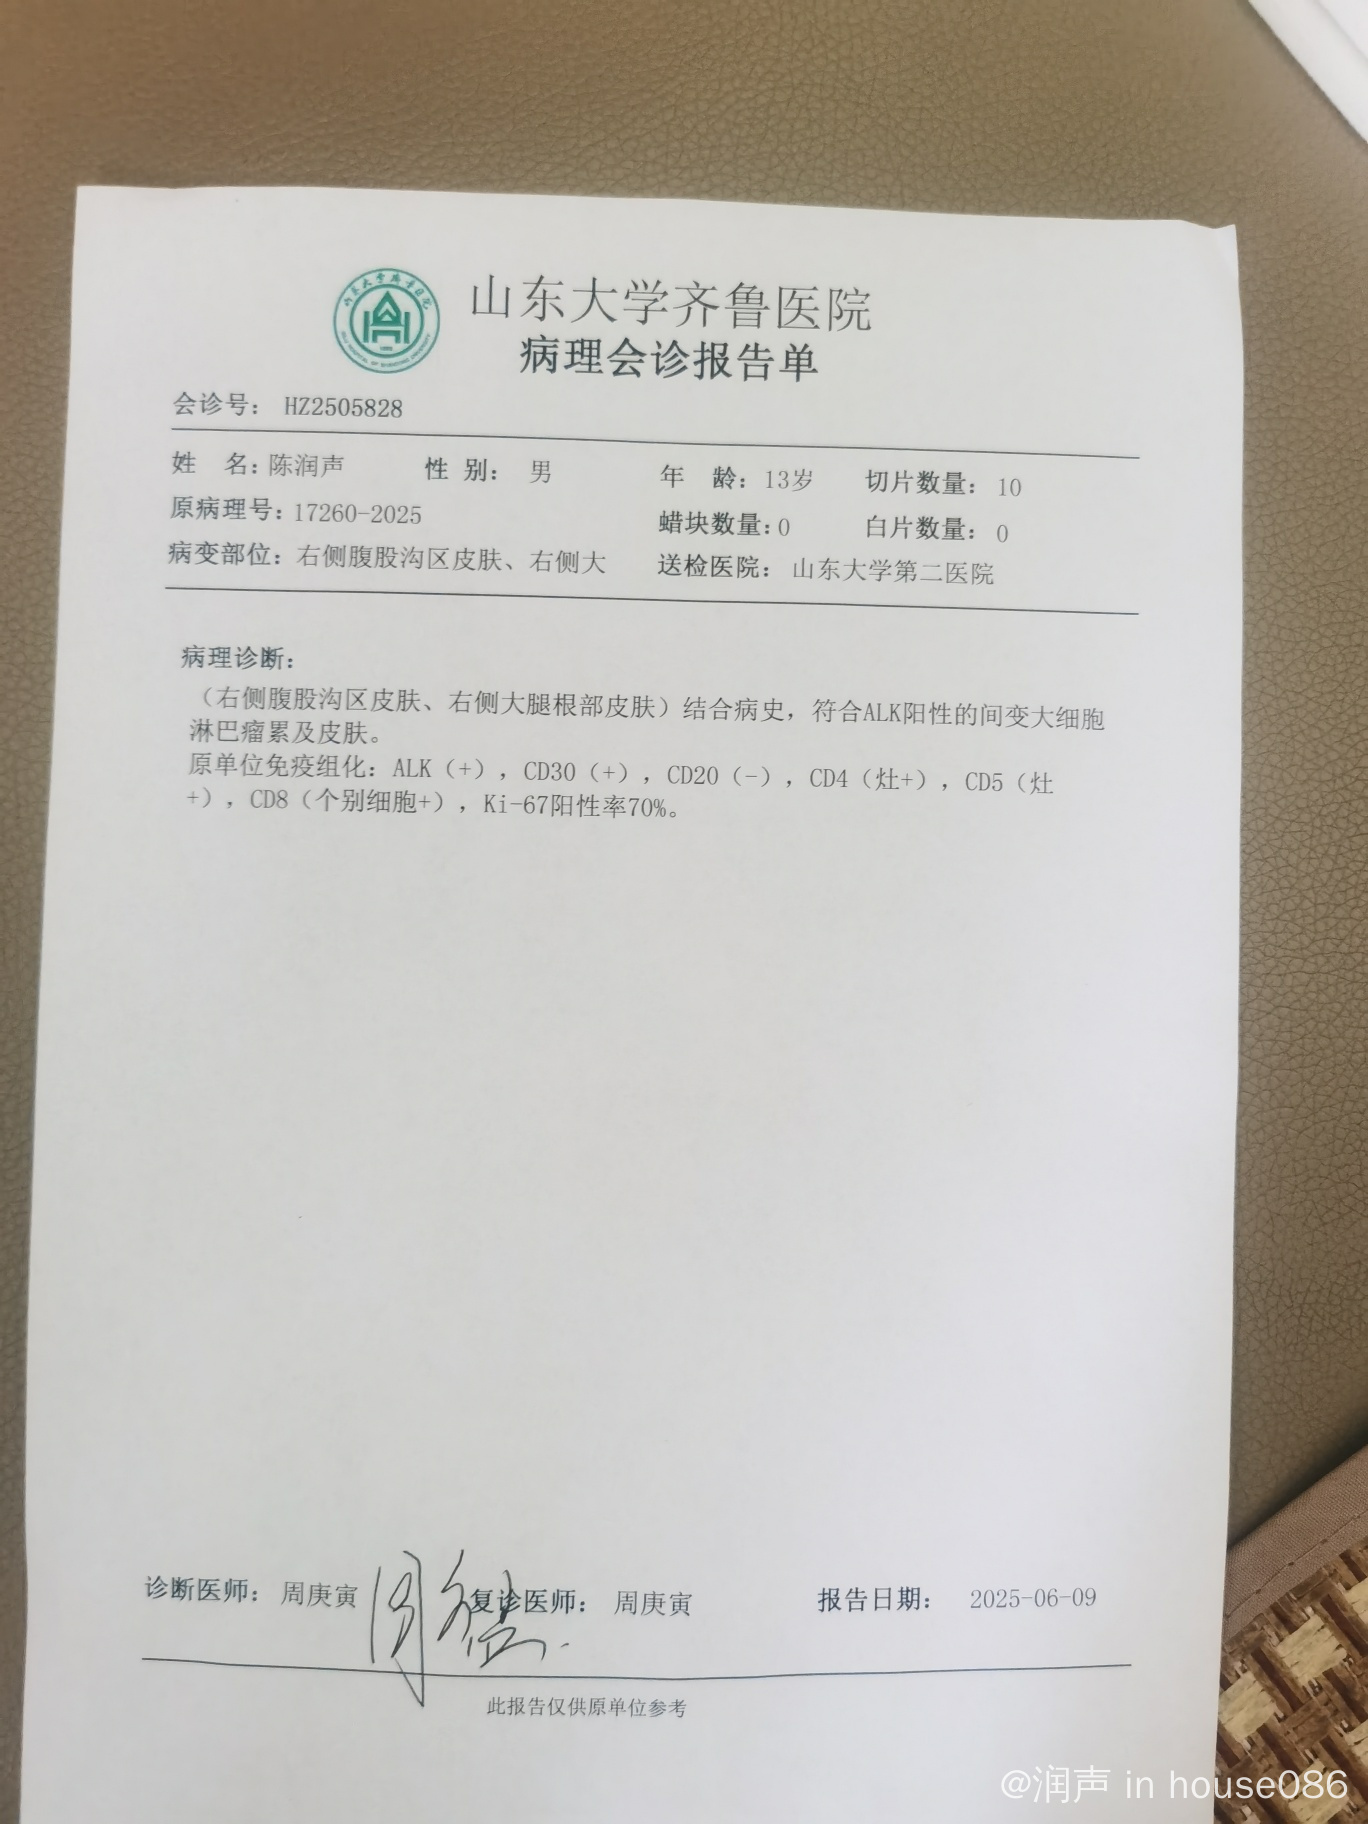 山东大学齐鲁医院
病理会诊报告单
会诊号： HZ2505828
姓 名：陈润声 性 别： 男 年 龄：13岁 切片数量： 10
原病理号：17260-2025 蜡块数量：0 白片数量：0
病变部位：右侧腹股沟区皮肤、右侧大 送检医院： 山东大学第二医院
病理诊断：
（右侧腹股沟区皮肤、右侧大腿根部皮肤）结合病史，符合ALK阳性的间变大细胞
淋巴瘤累及皮肤。
原单位免疫组化：ALK（+），CD30（+），CD20（-），CD4（灶+），CD5（灶
+），CD8（个别细胞+），Ki-67阳性率70%。
诊断医师： 周庚寅 复诊医师： 周庚寅 报告日期： 2025-06-09
此报告仅供原单位参考
@润声 in house086